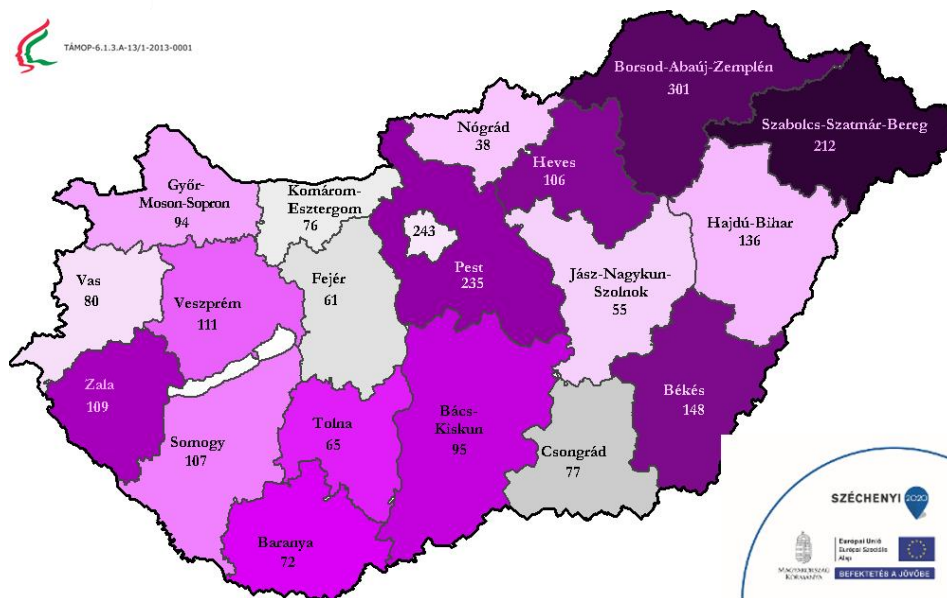 TÁMOP-6.1.3.A-13/1-2013-0001
Borsod-Abaúj-Zemplén
301
Szabolcs-Szatmár-Bereg
212
Nógrád
38
Heves
106
Győr-
Moson-Sopron
94
Komárom-
Esztergom
76
Hajdú-Bihar
136
243
Pest
235
Jász-Nagykun-
Szolnok
55
Vas
80
Veszprém
111
Fejér
61
Zala
109
Somogy
107
Tolna
65
Bács-
Kiskun
95
Csongrád
77
Békés
148
Baranya
72
SZÉCHENYI 2020
MAGYARORSZÁG
KORMÁNYA
Európai Unió
Európai Szociális
Alap
BEFEKTETÉS A JÖVŐBE